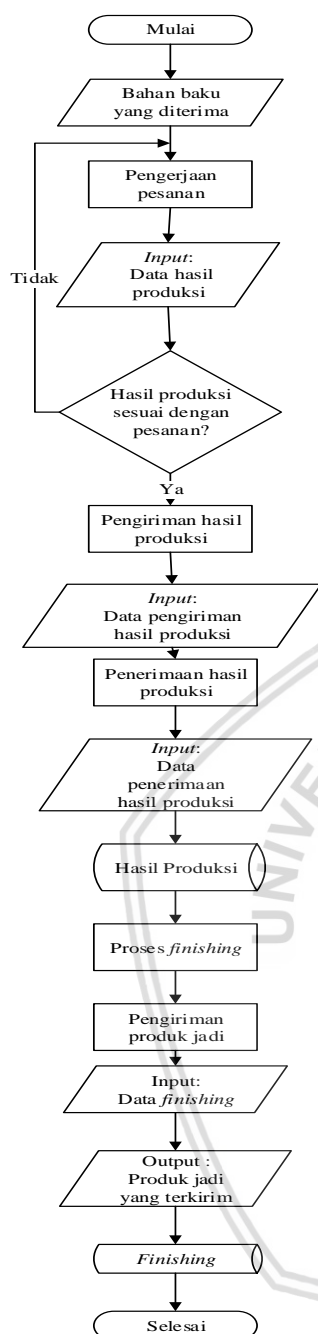 Mulai
Bahan baku
yang diterima
Pengerjaan
pesanan
Input:
Data hasil
produksi
Tidak
Hasil produksi
sesuai dengan
pesanan?
Ya
Pengiriman hasil
produksi
Input:
Data pengiriman
hasil produksi
Penerimaan hasil
produksi
Input:
Data
penerimaan
hasil produksi
Hasil Produksi
Proses finishing
Pengiriman
produk jadi
Input:
Data finishing
Output :
Produk jadi
yang terkirim
Finishing
Selesai